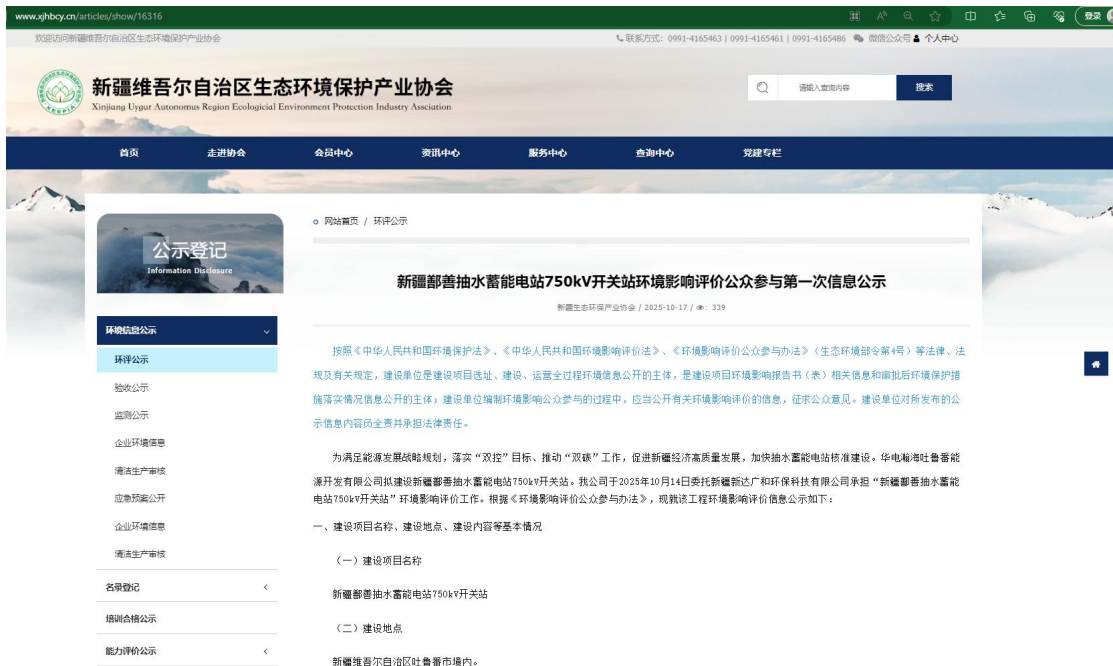 www.xjhbcy.cn/articles/show/16316
登录
欢迎访问新疆维吾尔自治区生态环境保护产业协会
联系方式：0991-4165463 | 0991-4165461 | 0991-4165486 微信公众号 个人中心
新疆维吾尔自治区生态环境保护产业协会
Xinjiang Uygur Autonomus Region Ecologicial Environment Protection Industry Assciation
请输入查询内容 搜索
首页 走进协会 会员中心 资讯中心 服务中心 查询中心 党建专栏
公示登记
Information Disclosure
网站首页 / 环评公示
新疆鄯善抽水蓄能电站750kV开关站环境影响评价公众参与第一次信息公示
新疆生态环保产业协会 / 2025-10-17 / 339
环境信息公示
环评公示
验收公示
监测公示
企业环境信息
清洁生产审核
应急预案公开
企业环境信息
清洁生产审核
名录登记
培训合格公示
能力评价公示
按照《中华人民共和国环境保护法》、《中华人民共和国环境影响评价法》、《环境影响评价公众参与办法》（生态环境部令第4号）等法律、法
规及有关规定，建设单位是建设项目选址、建设、运营全过程环境信息公开的主体，是建设项目环境影响报告书（表）相关信息和审批后环境保护措
施落实情况信息公开的主体；建设单位编制环境影响公众参与的过程中，应当公开有关环境影响评价的信息，征求公众意见。建设单位对所发布的公
示信息内容负全责并承担法律责任。
为满足能源发展战略规划，落实“双控”目标、推动“双碳”工作，促进新疆经济高质量发展，加快抽水蓄能电站核准建设。华电瀚海吐鲁番能
源开发有限公司拟建设新疆鄯善抽水蓄能电站750kV开关站。我公司于2025年10月14日委托新疆新达广和环保科技有限公司承担“新疆鄯善抽水蓄能
电站750kV开关站”环境影响评价工作。根据《环境影响评价公众参与办法》，现就该工程环境影响评价信息公示如下：
一、建设项目名称、建设地点、建设内容等基本情况
（一）建设项目名称
新疆鄯善抽水蓄能电站750kV开关站
（二）建设地点
新疆维吾尔自治区吐鲁番市境内。